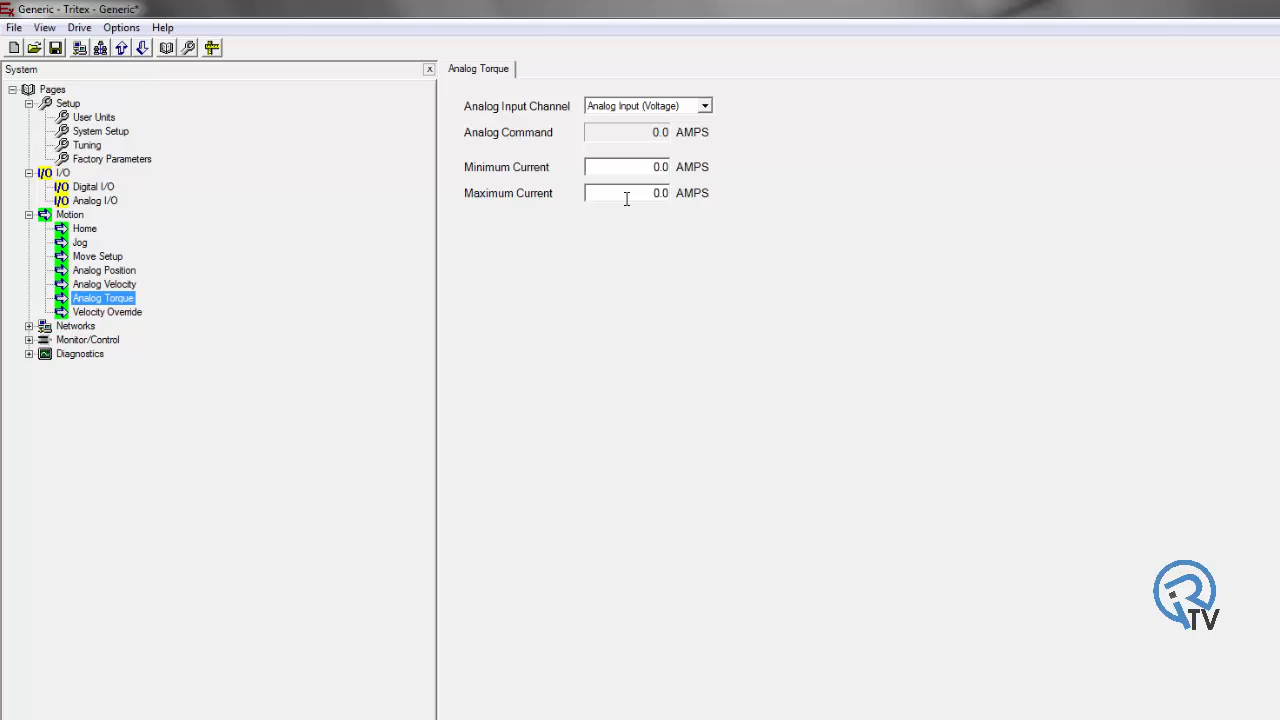 Generic - Tritex - Generic*
File View Drive Options Help
System
Analog Torque
Pages
Setup
User Units
System Setup
Tuning
Factory Parameters
I/O I/O
I/O Digital I/O
I/O Analog I/O
Motion
Home
Jog
Move Setup
Analog Position
Analog Velocity
Analog Torque
Velocity Override
Networks
Monitor/Control
Diagnostics
Analog Input Channel Analog Input (Voltage)
Analog Command 0.0 AMPS
Minimum Current 0.0 AMPS
Maximum Current 0.0 AMPS
TV